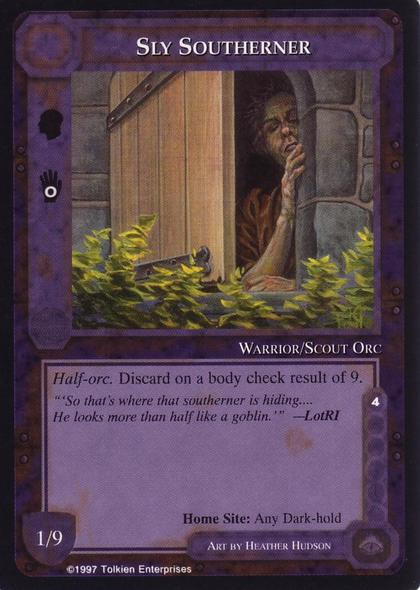 Sly Southerner
O
Warrior/Scout Orc
Half-orc. Discard on a body check result of 9.
"'So that's where that southerner is hiding....
He looks more than half like a goblin.'" —LotRI
4
Home Site: Any Dark-hold
1/9
Art by Heather Hudson
©1997 Tolkien Enterprises